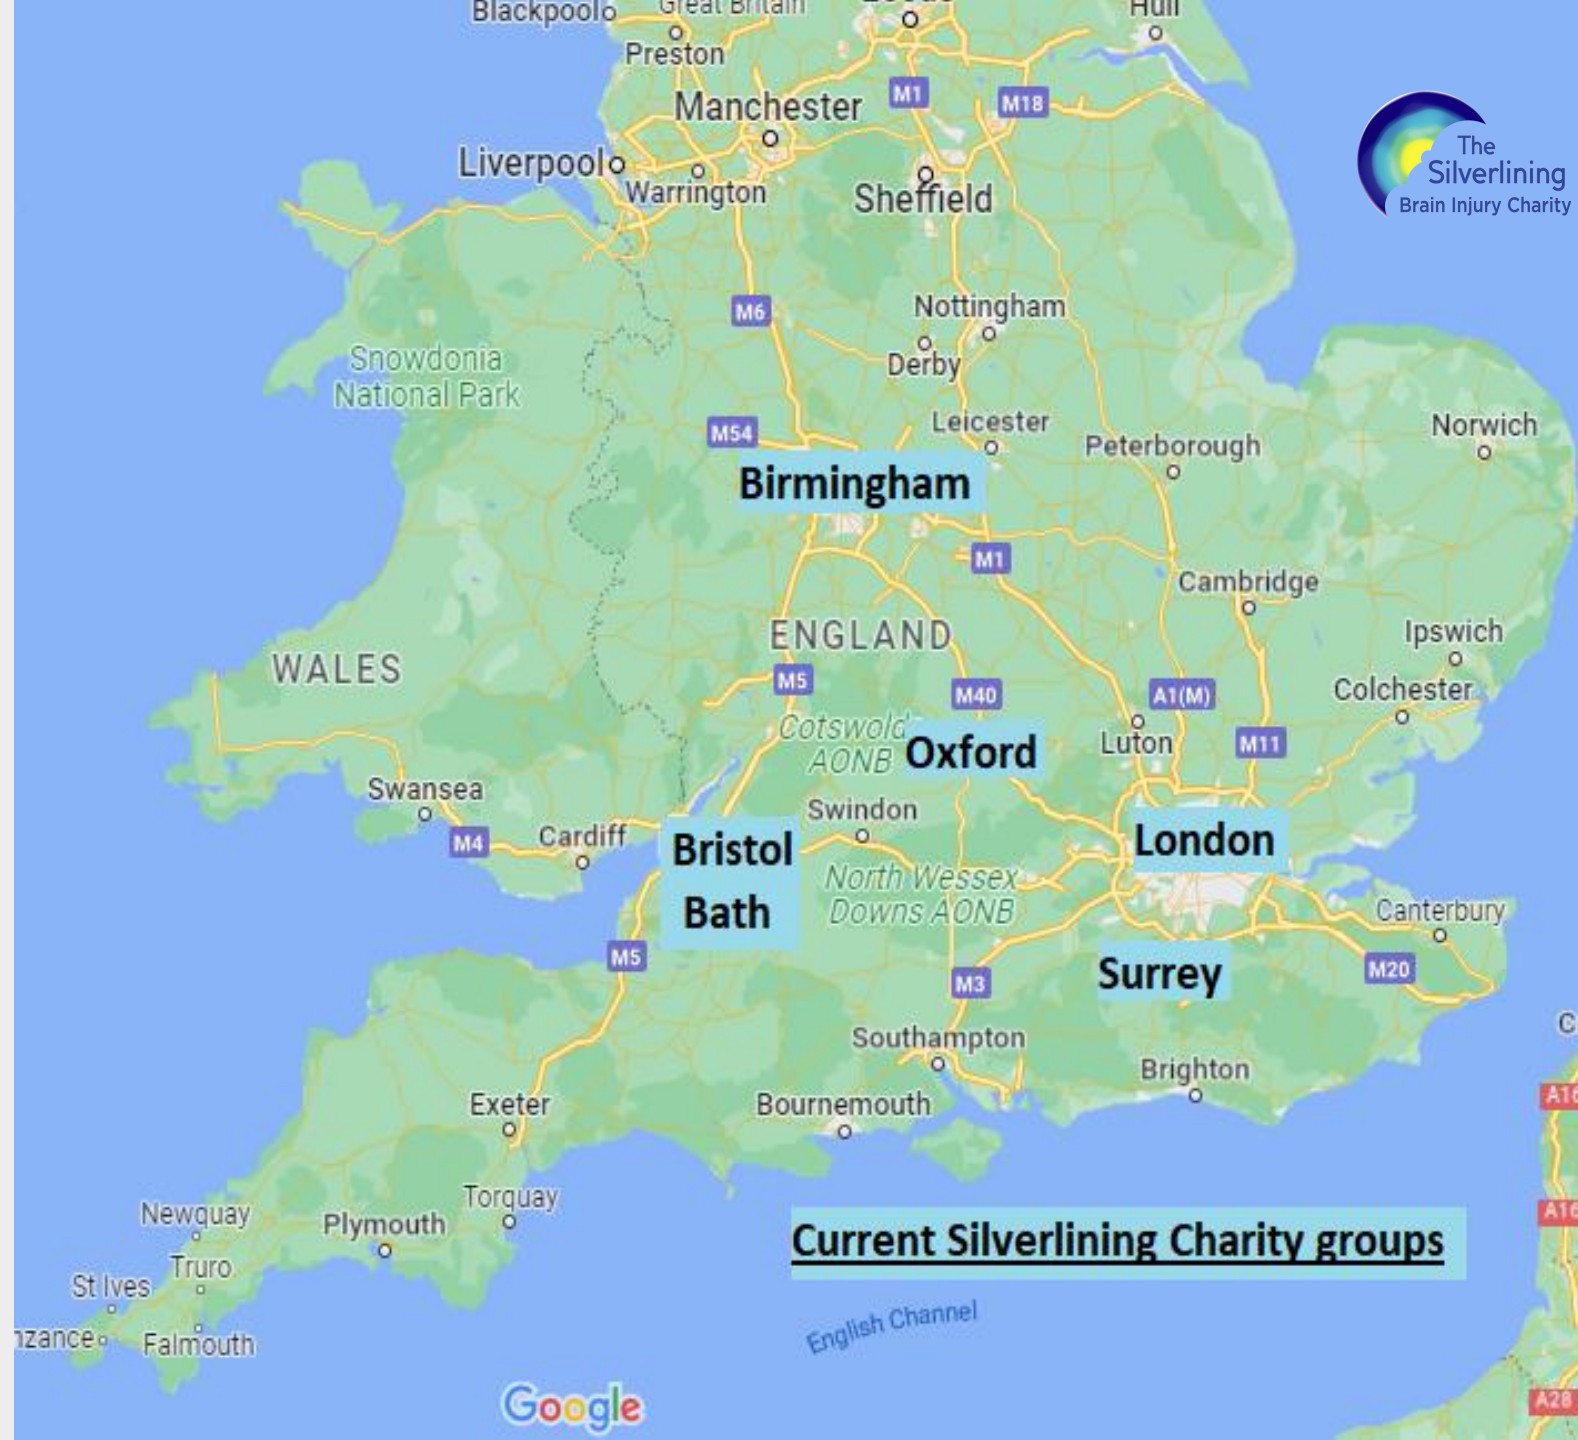 Blackpool
Great Britain
Leeds
Hull
Preston
Manchester
M1
M18
Liverpool
Warrington
Sheffield
The
Silverlining
Brain Injury Charity
M6
Nottingham
Derby
Snowdonia
National Park
M54
Leicester
Peterborough
Norwich
Birmingham
M1
Cambridge
ENGLAND
Ipswich
WALES
M5
M40
A1(M)
Colchester
Cotswold
AONB
Oxford
Luton
M11
Swansea
Swindon
M4
Cardiff
Bristol
Bath
London
North Wessex
Downs AONB
Canterbury
M5
M3
Surrey
M20
Southampton
Brighton
Exeter
Bournemouth
A16
Torquay
Newquay
Plymouth
A16
Current Silverlining Charity groups
Truro
St Ives
English Channel
nzance
Falmouth
Google
A28